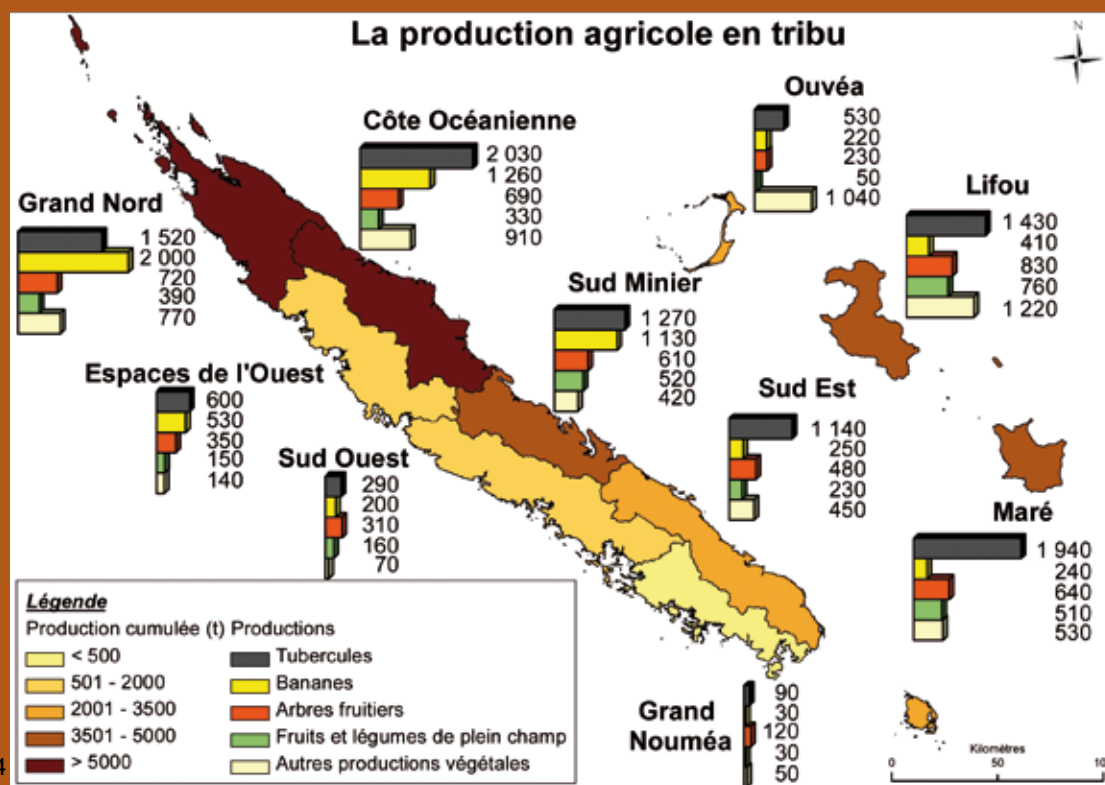 La production agricole en tribu
N
Ouvéa
530
220
230
50
1 040
Côte Océanienne
2 030
1 260
690
330
910
Lifou
1 430
410
830
760
1 220
Grand Nord
1 520
2 000
720
390
770
Sud Minier
1 270
1 130
610
520
420
Espaces de l'Ouest
600
530
350
150
140
Sud Est
1 140
250
480
230
450
Sud Ouest
290
200
310
160
70
Maré
1 940
240
640
510
530
Légende
Production cumulée (t) Productions
< 500 Tubercules
501 - 2000 Bananes
2001 - 3500 Arbres fruitiers
3501 - 5000 Fruits et légumes de plein champ
> 5000 Autres productions végétales
Grand
Nouméa
90
30
120
30
50
Kilomètres
0 50 10
4